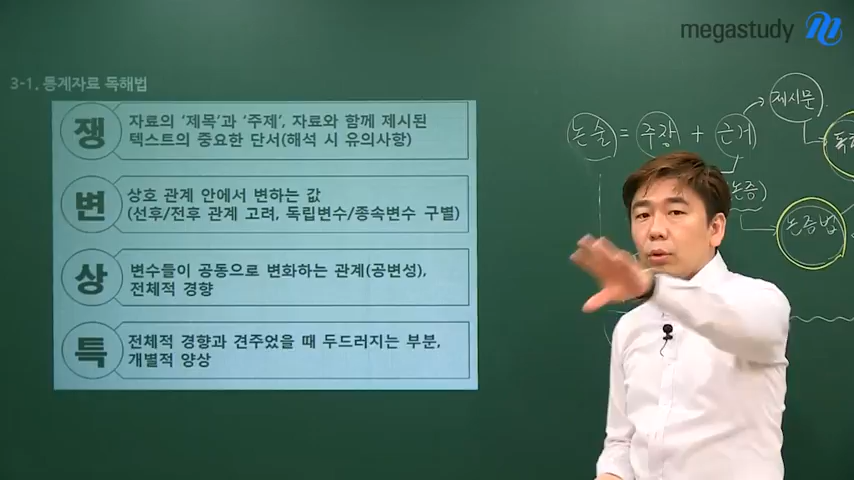 megastudy
3-1. 통계자료 독해법
쟁
자료의 '제목'과 '주제', 자료와 함께 제시된
텍스트의 중요한 단서(해석 시 유의사항)
변
상호 관계 안에서 변하는 값
(선후/전후 관계 고려, 독립변수/종속변수 구별)
상
변수들이 공동으로 변화하는 관계(공변성),
전체적 경향
특
전체적 경향과 견주었을 때 두드러지는 부분,
개별적 양상
제시문
논술 = 주장 + 근거
논증)
논증법